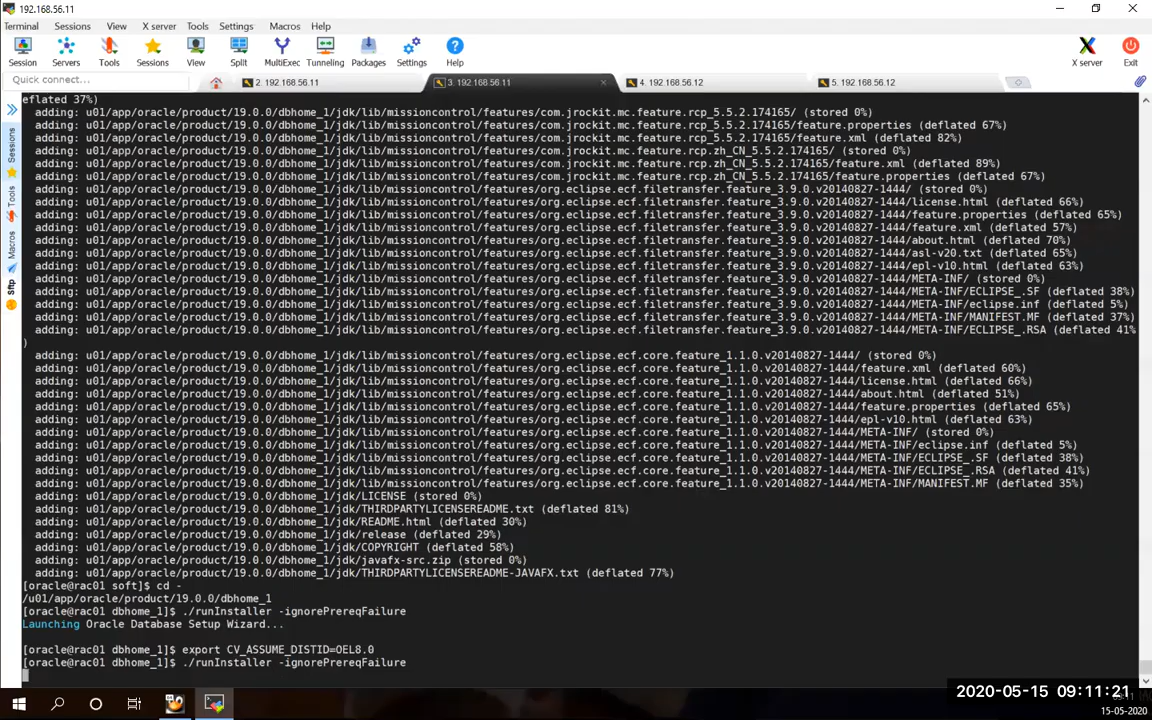 192.168.56.11
Terminal Sessions View X server Tools Settings Macros Help
Session Servers Tools Sessions View Split MultiExec Tunneling Packages Settings Help X server Exit
Quick connect... 2. 192.168.56.11 3. 192.168.56.11 4. 192.168.56.12 5. 192.168.56.12
Sessions
Tools
Macros
Sftp
eflated 37%)
adding: u01/app/oracle/product/19.0.0/dbhome_1/jdk/lib/missioncontrol/features/com.jrockit.mc.feature.rcp_5.5.2.174165/ (stored 0%)
adding: u01/app/oracle/product/19.0.0/dbhome_1/jdk/lib/missioncontrol/features/com.jrockit.mc.feature.rcp_5.5.2.174165/feature.properties (deflated 67%)
adding: u01/app/oracle/product/19.0.0/dbhome_1/jdk/lib/missioncontrol/features/com.jrockit.mc.feature.rcp_5.5.2.174165/feature.xml (deflated 82%)
adding: u01/app/oracle/product/19.0.0/dbhome_1/jdk/lib/missioncontrol/features/com.jrockit.mc.feature.rcp.zh_CN_5.5.2.174165/ (stored 0%)
adding: u01/app/oracle/product/19.0.0/dbhome_1/jdk/lib/missioncontrol/features/com.jrockit.mc.feature.rcp.zh_CN_5.5.2.174165/feature.xml (deflated 89%)
adding: u01/app/oracle/product/19.0.0/dbhome_1/jdk/lib/missioncontrol/features/com.jrockit.mc.feature.rcp.zh_CN_5.5.2.174165/feature.properties (deflated 67%)
adding: u01/app/oracle/product/19.0.0/dbhome_1/jdk/lib/missioncontrol/features/org.eclipse.ecf.filetransfer.feature_3.9.0.v20140827-1444/ (stored 0%)
adding: u01/app/oracle/product/19.0.0/dbhome_1/jdk/lib/missioncontrol/features/org.eclipse.ecf.filetransfer.feature_3.9.0.v20140827-1444/license.html (deflated 66%)
adding: u01/app/oracle/product/19.0.0/dbhome_1/jdk/lib/missioncontrol/features/org.eclipse.ecf.filetransfer.feature_3.9.0.v20140827-1444/feature.properties (deflated 65%)
adding: u01/app/oracle/product/19.0.0/dbhome_1/jdk/lib/missioncontrol/features/org.eclipse.ecf.filetransfer.feature_3.9.0.v20140827-1444/feature.xml (deflated 57%)
adding: u01/app/oracle/product/19.0.0/dbhome_1/jdk/lib/missioncontrol/features/org.eclipse.ecf.filetransfer.feature_3.9.0.v20140827-1444/about.html (deflated 70%)
adding: u01/app/oracle/product/19.0.0/dbhome_1/jdk/lib/missioncontrol/features/org.eclipse.ecf.filetransfer.feature_3.9.0.v20140827-1444/asl-v20.txt (deflated 65%)
adding: u01/app/oracle/product/19.0.0/dbhome_1/jdk/lib/missioncontrol/features/org.eclipse.ecf.filetransfer.feature_3.9.0.v20140827-1444/epl-v10.html (deflated 63%)
adding: u01/app/oracle/product/19.0.0/dbhome_1/jdk/lib/missioncontrol/features/org.eclipse.ecf.filetransfer.feature_3.9.0.v20140827-1444/META-INF/ (stored 0%)
adding: u01/app/oracle/product/19.0.0/dbhome_1/jdk/lib/missioncontrol/features/org.eclipse.ecf.filetransfer.feature_3.9.0.v20140827-1444/META-INF/ECLIPSE_.SF (deflated 38%)
adding: u01/app/oracle/product/19.0.0/dbhome_1/jdk/lib/missioncontrol/features/org.eclipse.ecf.filetransfer.feature_3.9.0.v20140827-1444/META-INF/eclipse.inf (deflated 5%)
adding: u01/app/oracle/product/19.0.0/dbhome_1/jdk/lib/missioncontrol/features/org.eclipse.ecf.filetransfer.feature_3.9.0.v20140827-1444/META-INF/MANIFEST.MF (deflated 37%)
adding: u01/app/oracle/product/19.0.0/dbhome_1/jdk/lib/missioncontrol/features/org.eclipse.ecf.filetransfer.feature_3.9.0.v20140827-1444/META-INF/ECLIPSE_.RSA (deflated 41%
)
adding: u01/app/oracle/product/19.0.0/dbhome_1/jdk/lib/missioncontrol/features/org.eclipse.ecf.core.feature_1.1.0.v20140827-1444/ (stored 0%)
adding: u01/app/oracle/product/19.0.0/dbhome_1/jdk/lib/missioncontrol/features/org.eclipse.ecf.core.feature_1.1.0.v20140827-1444/feature.xml (deflated 60%)
adding: u01/app/oracle/product/19.0.0/dbhome_1/jdk/lib/missioncontrol/features/org.eclipse.ecf.core.feature_1.1.0.v20140827-1444/license.html (deflated 66%)
adding: u01/app/oracle/product/19.0.0/dbhome_1/jdk/lib/missioncontrol/features/org.eclipse.ecf.core.feature_1.1.0.v20140827-1444/about.html (deflated 51%)
adding: u01/app/oracle/product/19.0.0/dbhome_1/jdk/lib/missioncontrol/features/org.eclipse.ecf.core.feature_1.1.0.v20140827-1444/feature.properties (deflated 65%)
adding: u01/app/oracle/product/19.0.0/dbhome_1/jdk/lib/missioncontrol/features/org.eclipse.ecf.core.feature_1.1.0.v20140827-1444/epl-v10.html (deflated 63%)
adding: u01/app/oracle/product/19.0.0/dbhome_1/jdk/lib/missioncontrol/features/org.eclipse.ecf.core.feature_1.1.0.v20140827-1444/META-INF/ (stored 0%)
adding: u01/app/oracle/product/19.0.0/dbhome_1/jdk/lib/missioncontrol/features/org.eclipse.ecf.core.feature_1.1.0.v20140827-1444/META-INF/eclipse.inf (deflated 5%)
adding: u01/app/oracle/product/19.0.0/dbhome_1/jdk/lib/missioncontrol/features/org.eclipse.ecf.core.feature_1.1.0.v20140827-1444/META-INF/ECLIPSE_.SF (deflated 38%)
adding: u01/app/oracle/product/19.0.0/dbhome_1/jdk/lib/missioncontrol/features/org.eclipse.ecf.core.feature_1.1.0.v20140827-1444/META-INF/ECLIPSE_.RSA (deflated 41%)
adding: u01/app/oracle/product/19.0.0/dbhome_1/jdk/lib/missioncontrol/features/org.eclipse.ecf.core.feature_1.1.0.v20140827-1444/META-INF/MANIFEST.MF (deflated 35%)
adding: u01/app/oracle/product/19.0.0/dbhome_1/jdk/LICENSE (stored 0%)
adding: u01/app/oracle/product/19.0.0/dbhome_1/jdk/THIRDPARTYLICENSEREADME.txt (deflated 81%)
adding: u01/app/oracle/product/19.0.0/dbhome_1/jdk/README.html (deflated 30%)
adding: u01/app/oracle/product/19.0.0/dbhome_1/jdk/release (deflated 29%)
adding: u01/app/oracle/product/19.0.0/dbhome_1/jdk/COPYRIGHT (deflated 58%)
adding: u01/app/oracle/product/19.0.0/dbhome_1/jdk/javafx-src.zip (stored 0%)
adding: u01/app/oracle/product/19.0.0/dbhome_1/jdk/THIRDPARTYLICENSEREADME-JAVAFX.txt (deflated 77%)
[oracle@rac01 soft]$ cd -
/u01/app/oracle/product/19.0.0/dbhome_1
[oracle@rac01 dbhome_1]$ ./runInstaller -ignorePrereqFailure
Launching Oracle Database Setup Wizard...
[oracle@rac01 dbhome_1]$ export CV_ASSUME_DISTID=OEL8.0
[oracle@rac01 dbhome_1]$ ./runInstaller -ignorePrereqFailure
2020-05-15 09:11:21
15-05-2020